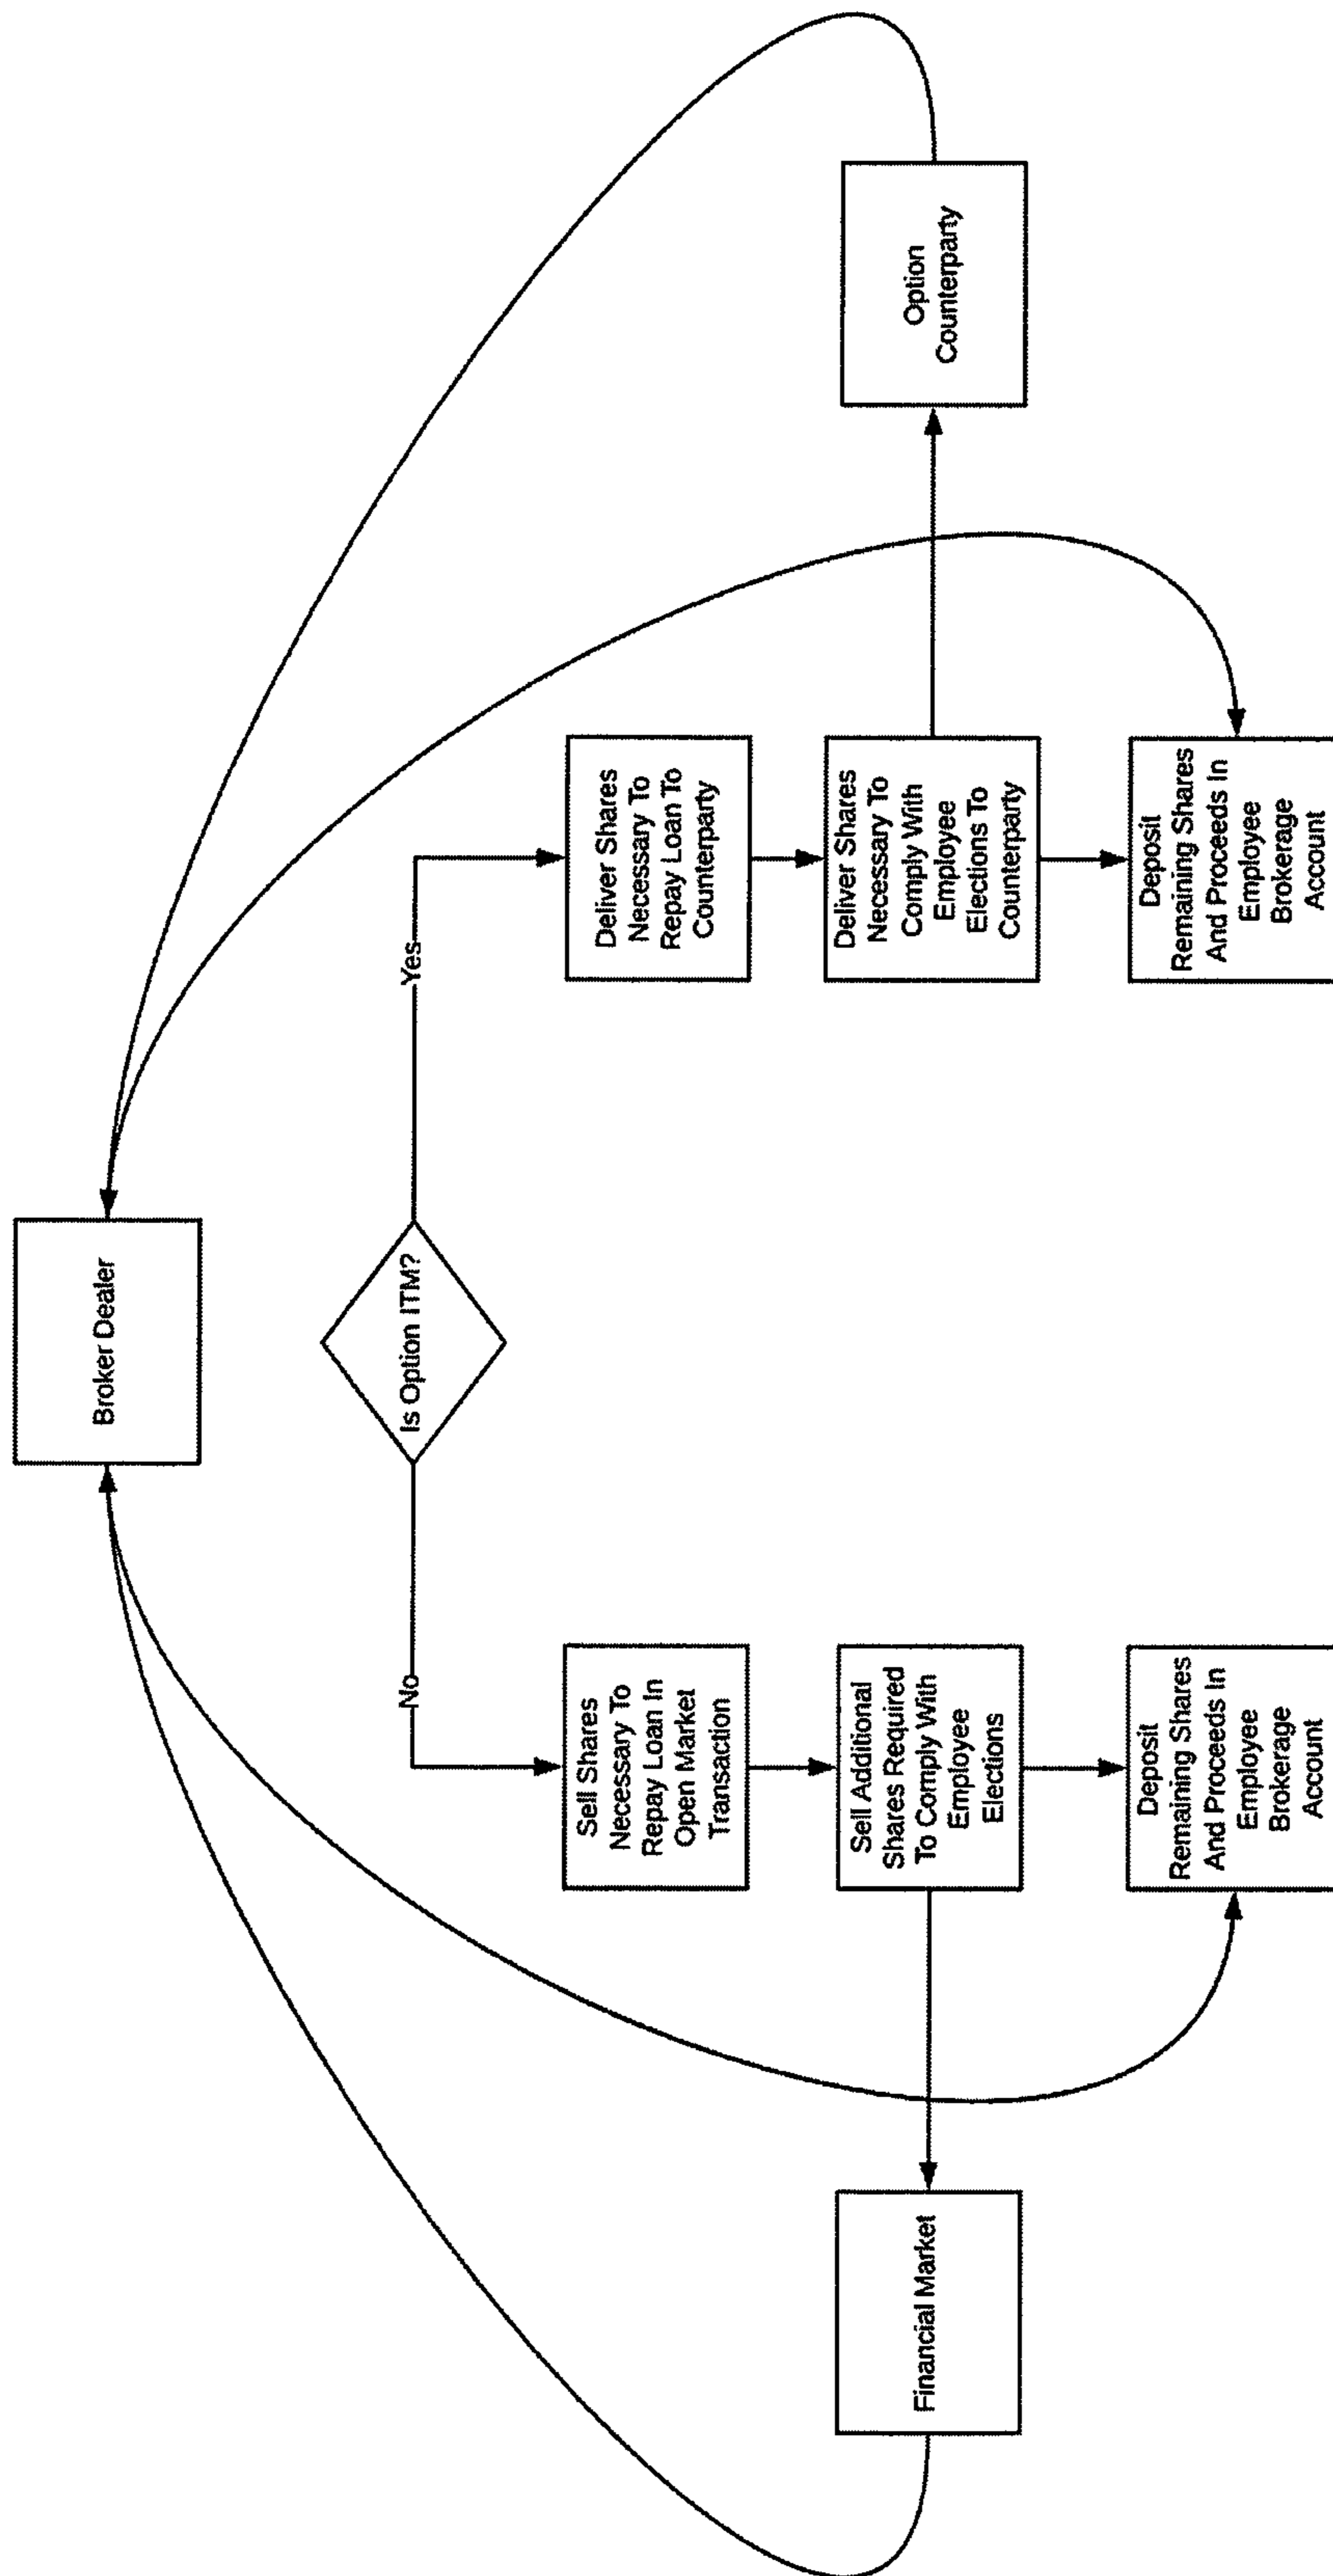 Broker Dealer
Is Option ITM?
No
Yes
Sell Shares
Necessary To
Repay Loan In
Open Market
Transaction
Deliver Shares
Necessary To
Repay Loan To
Counterparty
Financial Market
Sell Additional
Shares Required
To Comply With
Employee
Elections
Deliver Shares
Necessary To
Comply With
Employee
Elections To
Counterparty
Option
Counterparty
Deposit
Remaining Shares
And Proceeds In
Employee
Brokerage
Account
Deposit
Remaining Shares
And Proceeds In
Employee
Brokerage
Account